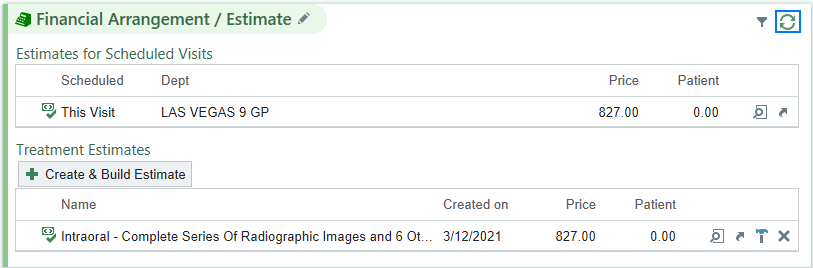 Financial Arrangement / Estimate
Estimates for Scheduled Visits
Scheduled Dept Price Patient
This Visit LAS VEGAS 9 GP 827.00 0.00
Treatment Estimates
Create & Build Estimate
Name Created on Price Patient
Intraoral - Complete Series Of Radiographic Images and 6 Ot... 3/12/2021 827.00 0.00